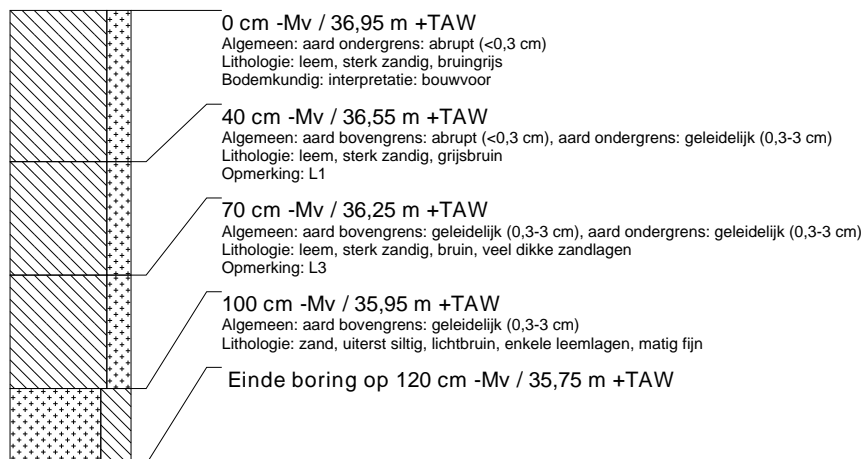 0 cm -Mv / 36,95 m +TAW
Algemeen: aard ondergrens: abrupt (<0,3 cm)
Lithologie: leem, sterk zandig, bruingrijs
Bodemkundig: interpretatie: bouwvoor
40 cm -Mv / 36,55 m +TAW
Algemeen: aard bovengrens: abrupt (<0,3 cm), aard ondergrens: geleidelijk (0,3-3 cm)
Lithologie: leem, sterk zandig, grijsbruin
Opmerking: L1
70 cm -Mv / 36,25 m +TAW
Algemeen: aard bovengrens: geleidelijk (0,3-3 cm), aard ondergrens: geleidelijk (0,3-3 cm)
Lithologie: leem, sterk zandig, bruin, veel dikke zandlagen
Opmerking: L3
100 cm -Mv / 35,95 m +TAW
Algemeen: aard bovengrens: geleidelijk (0,3-3 cm)
Lithologie: zand, uiterst siltig, lichtbruin, enkele leemlagen, matig fijn
Einde boring op 120 cm -Mv / 35,75 m +TAW